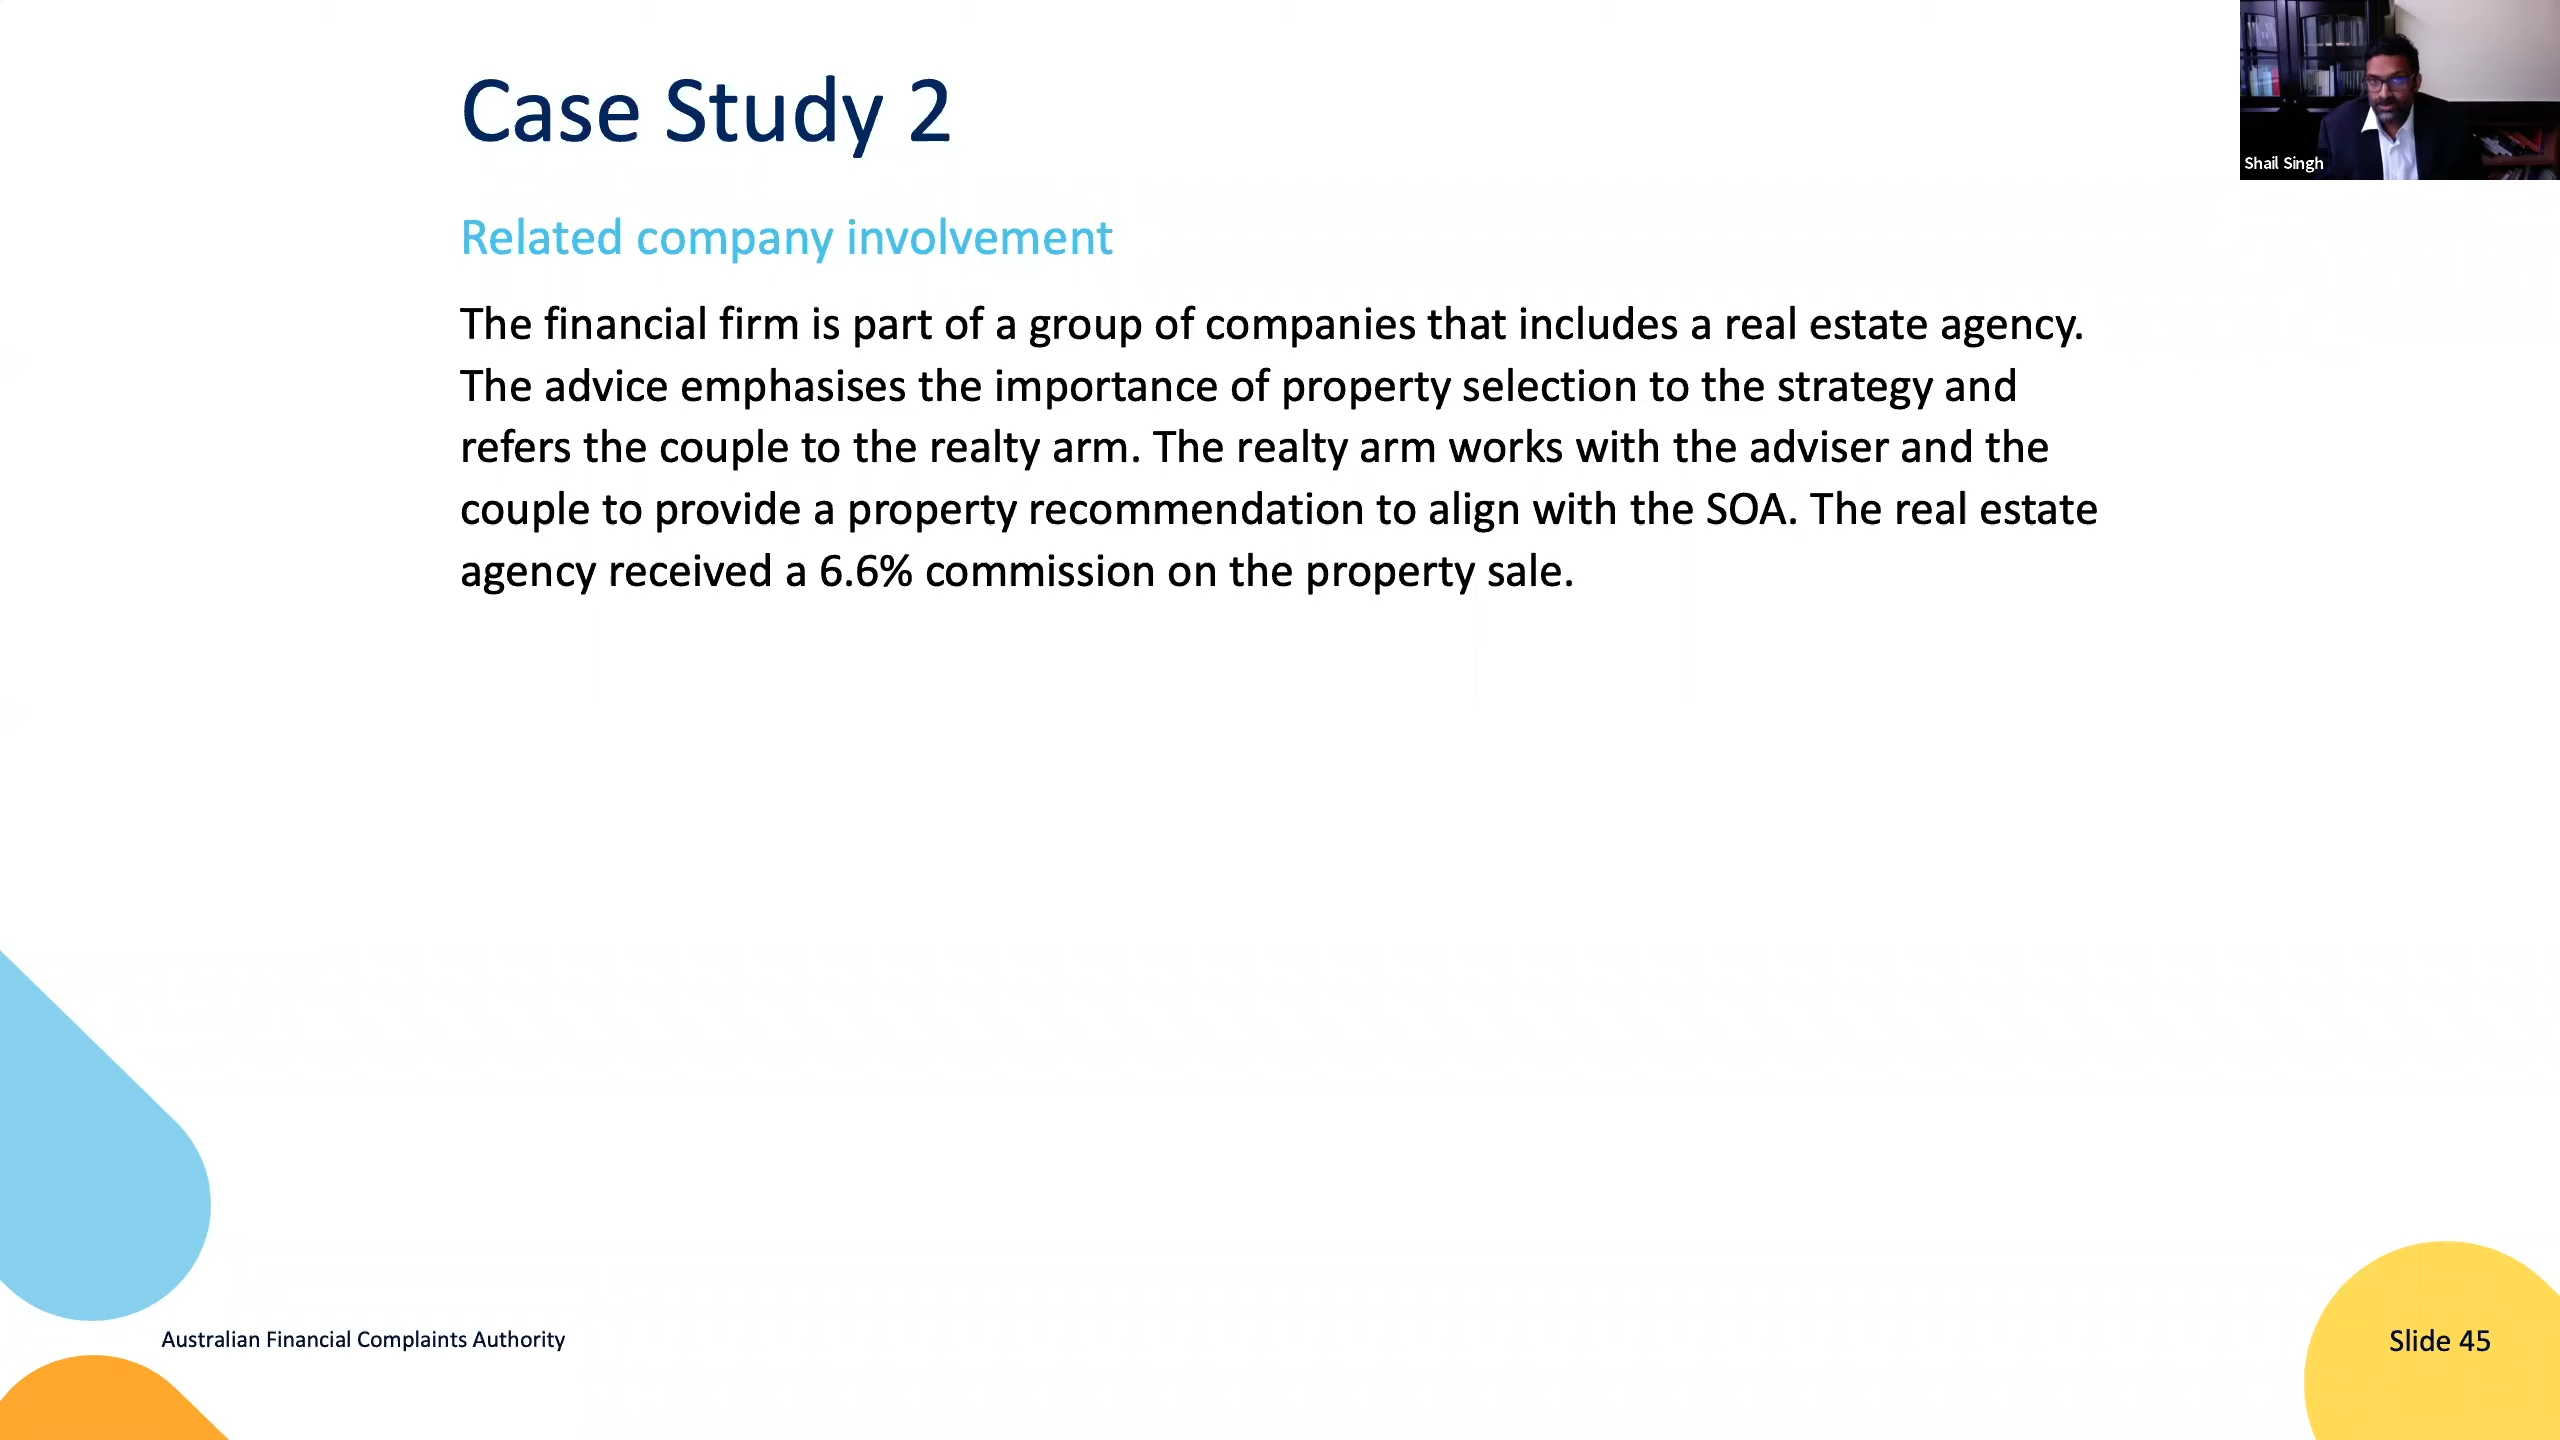 Case Study 2
Shail Singh
Related company involvement
The financial firm is part of a group of companies that includes a real estate agency.
The advice emphasises the importance of property selection to the strategy and
refers the couple to the realty arm. The realty arm works with the adviser and the
couple to provide a property recommendation to align with the SOA. The real estate
agency received a 6.6% commission on the property sale.
Australian Financial Complaints Authority
Slide 45